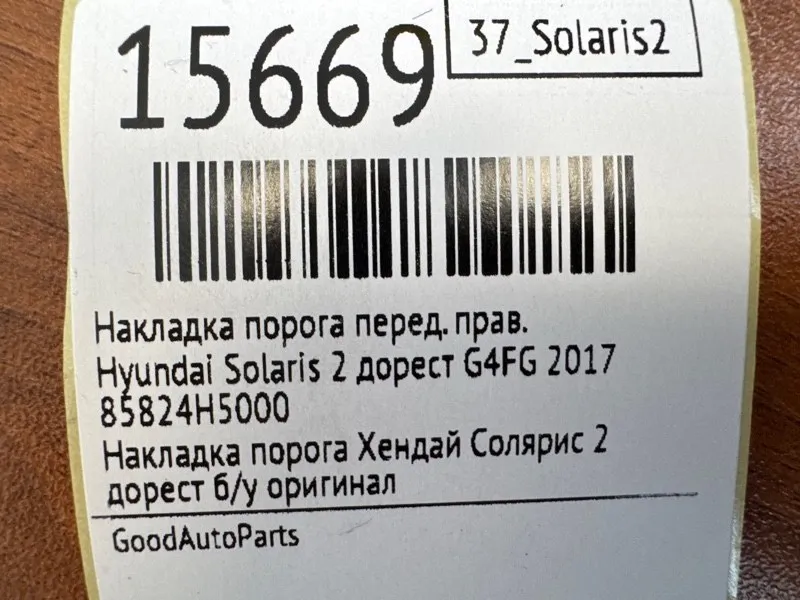 15669
37_Solaris2
Накладка порога перед. прав.
Hyundai Solaris 2 дорест G4FG 2017
85824H5000
Накладка порога Хендай Солярис 2
дорест б/у оригинал
GoodAutoParts